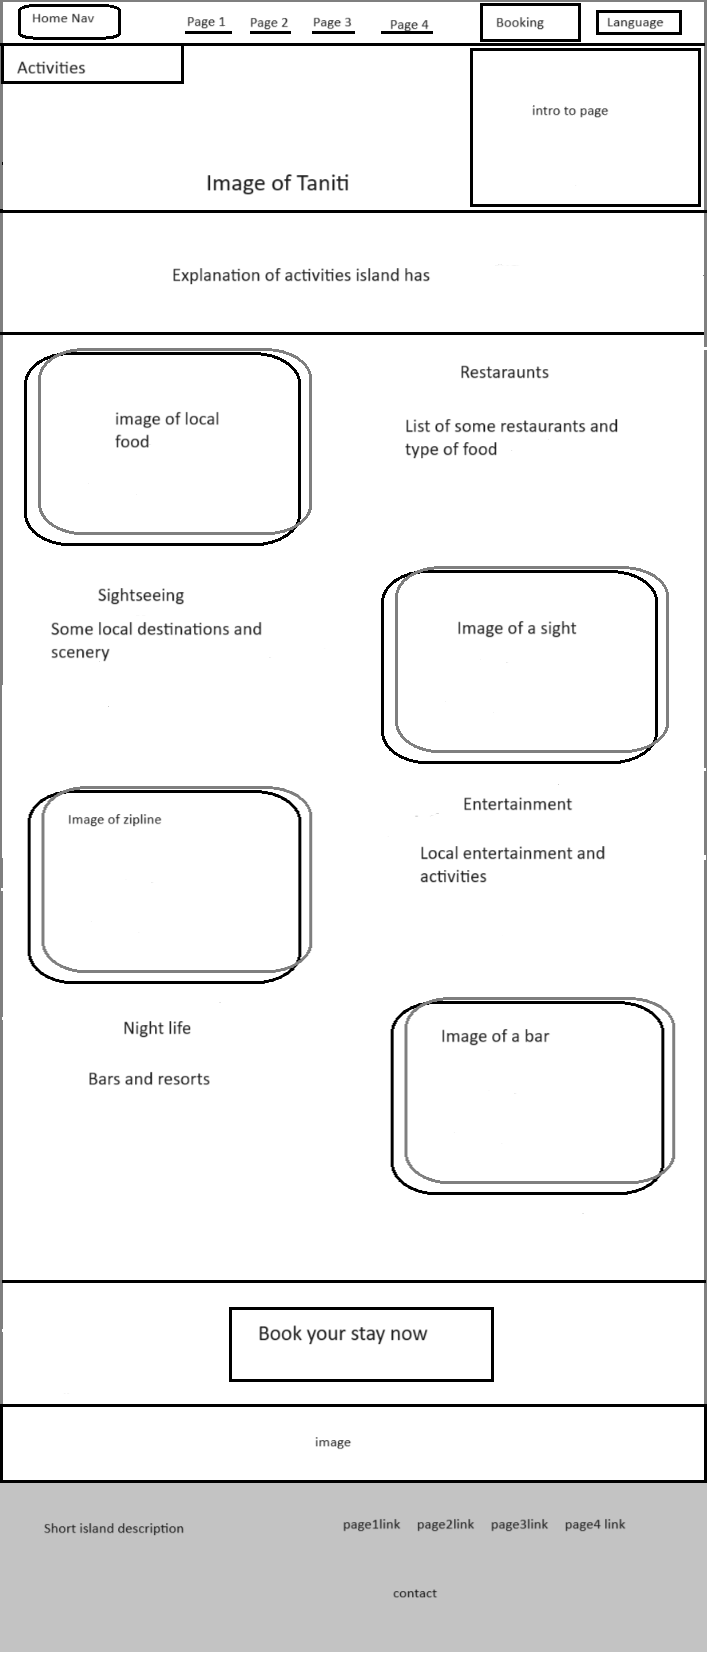 Home Nav
Page 1
Page 2
Page 3
Page 4
Booking
Language
Activities
intro to page
Image of Taniti
Explanation of activities island has
image of local
food
Restaraunts
List of some restaurants and
type of food
Sightseeing
Some local destinations and
scenery
Image of a sight
Image of zipline
Entertainment
Local entertainment and
activities
Night life
Bars and resorts
Image of a bar
Book your stay now
image
Short island description
page1link
page2link
page3link
page4 link
contact